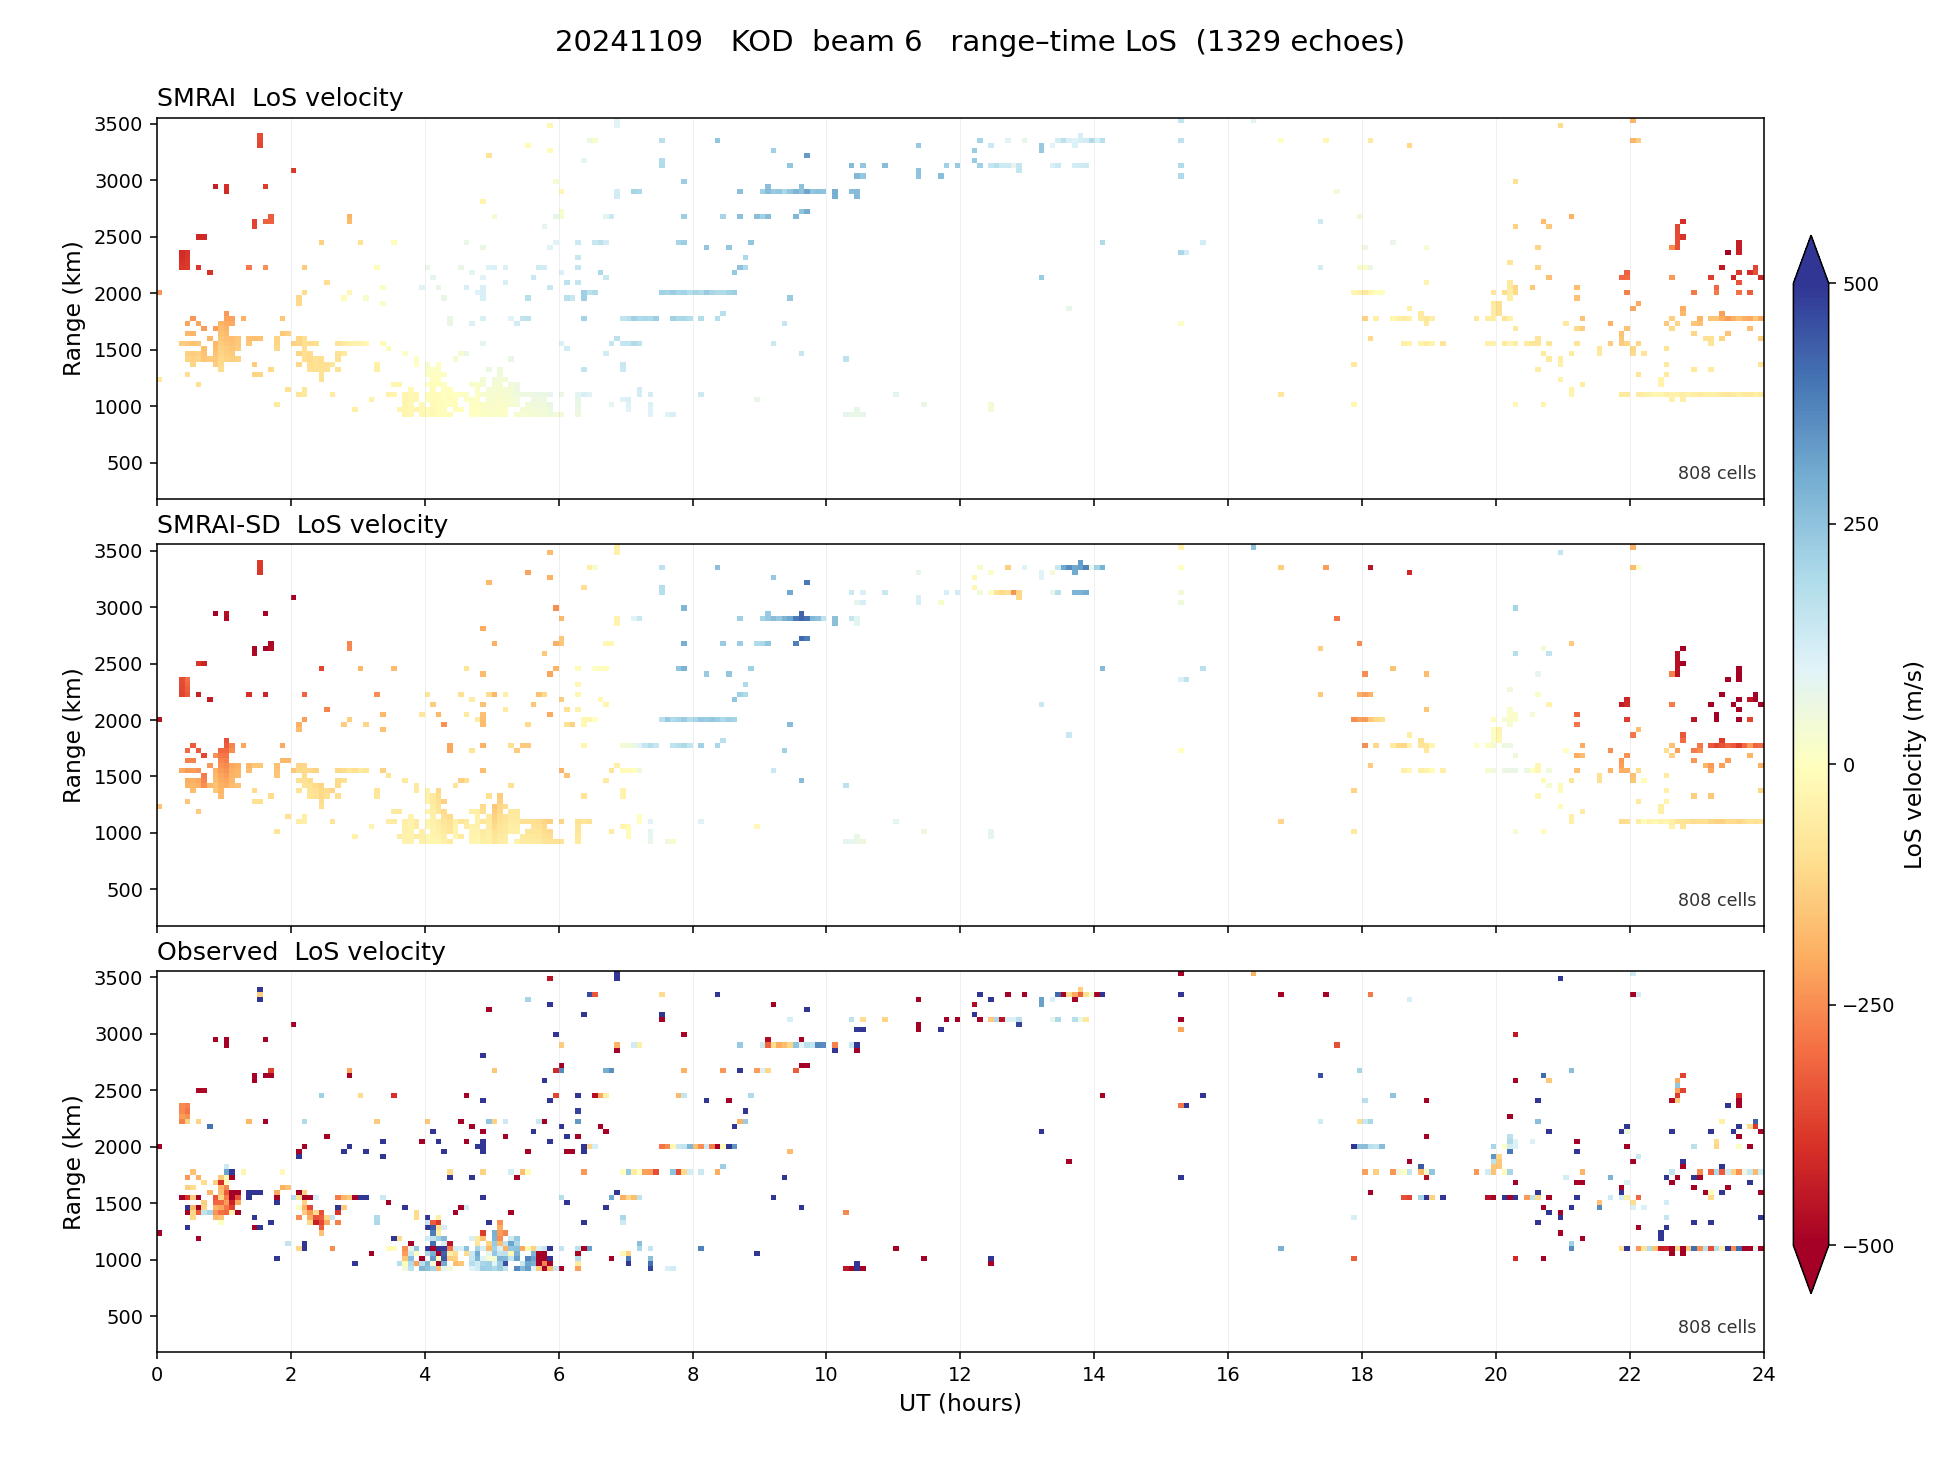 20241109   KOD  beam 6   range–time LoS  (1329 echoes)
SMRAI  LoS velocity
3500
3000
2500
2000
1500
1000
500
Range (km)
808 cells
SMRAI-SD  LoS velocity
3500
3000
2500
2000
1500
1000
500
Range (km)
808 cells
Observed  LoS velocity
3500
3000
2500
2000
1500
1000
500
Range (km)
808 cells
0 2 4 6 8 10 12 14 16 18 20 22 24
UT (hours)
500
250
0
−250
−500
LoS velocity (m/s)